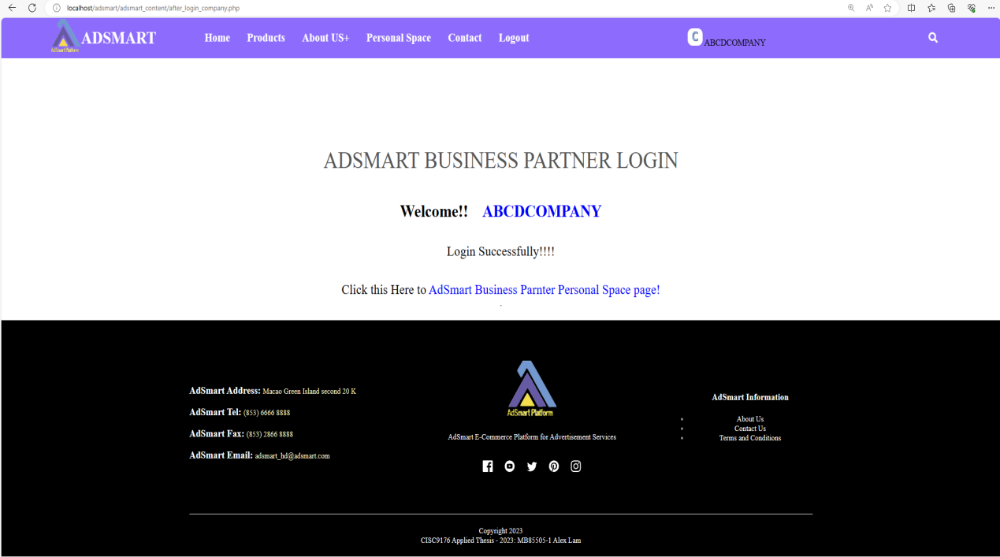 localhost/adsmart/adsmart_content/after_login_company.php
AdSmart Platform
ADSMART
Home Products About US+ Personal Space Contact Logout
C ABCDCOMPANY
ADSMART BUSINESS PARTNER LOGIN
Welcome!! ABCDCOMPANY
Login Successfully!!!!
Click this Here to AdSmart Business Parnter Personal Space page!
.
AdSmart Address: Macao Green Island second 20 K
AdSmart Tel: (853) 6666 8888
AdSmart Fax: (853) 2866 8888
AdSmart Email: adsmart_hd@adsmart.com
AdSmart Platform
AdSmart E-Commerce Platform for Advertisement Services
AdSmart Information
• About Us
• Contact Us
• Terms and Conditions
Copyright 2023
CISC9176 Applied Thesis - 2023: MB85505-1 Alex Lam